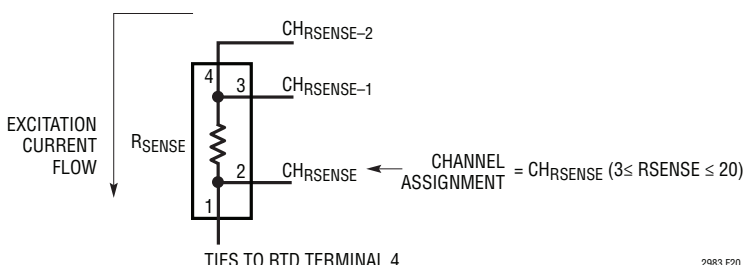 CHRSENSE–2
4
3
CHRSENSE–1
EXCITATION
CURRENT
FLOW
RSENSE
2
CHRSENSE
CHANNEL
ASSIGNMENT
= CHRSENSE (3≤ RSENSE ≤ 20)
1
TIES TO RTD TERMINAL 4
2983 F20